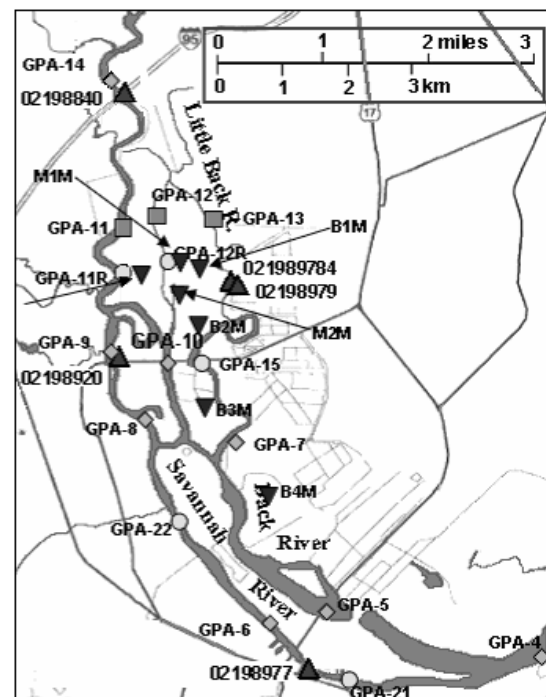 GPA-14
95
0 1 2 miles 3
0 1 2 3 km
02198840
17
Little Back R.
M1M
GPA-12
GPA-11
GPA-13
B1M
GPA-12R
GPA-11R
021989784
02198979
GPA-9
GPA-10
B2M
M2M
02198920
GPA-15
GPA-8
B3M
GPA-7
Savannah River
Back River
B4M
GPA-22
GPA-6
GPA-5
GPA-4
02198977
GPA-21